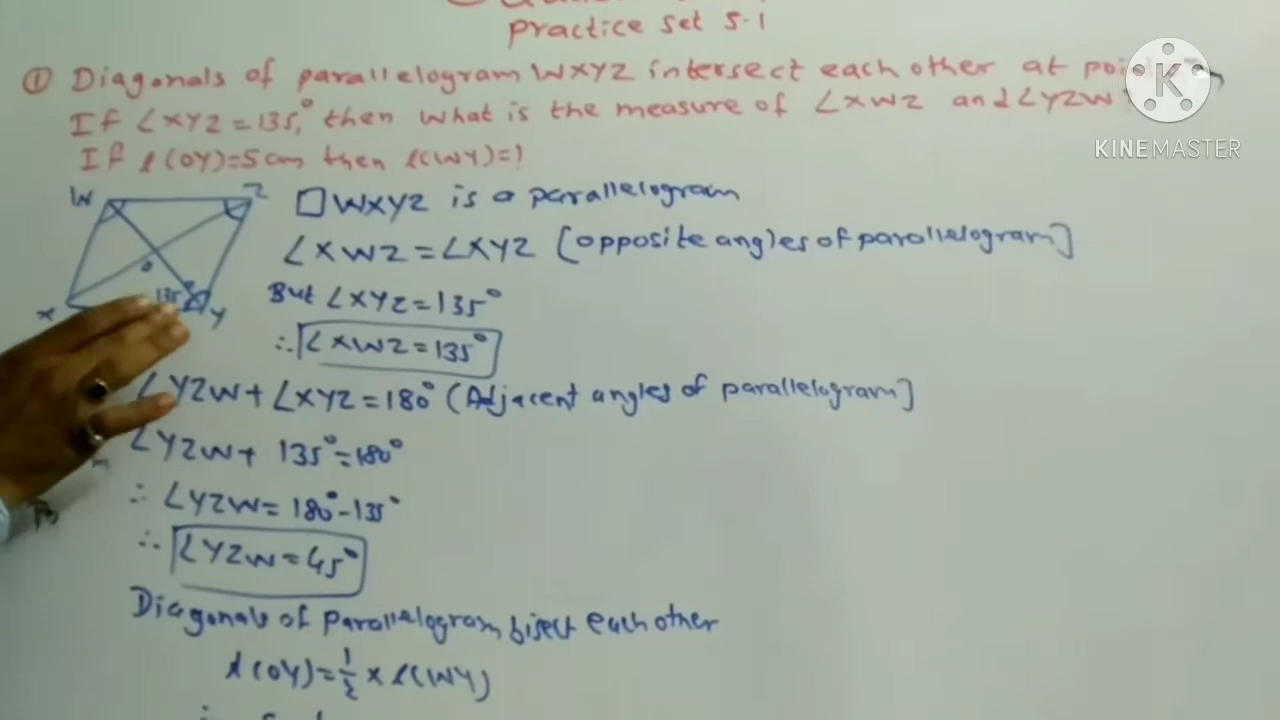 practice set 5.1
① Diagonals of parallelogram WXYZ intersect each other at
If ∠XYZ=135,° then what is the measure of ∠XWZ and ∠YZW
If l(OY)=5cm then l(WY)=?
W Z
□ WXYZ is a parallelogram
∠XWZ=∠XYZ [opposite angles of parallelogram]
O
135
X Y
But ∠XYZ=135°
∴ ∠XWZ=135°
∠YZW+∠XYZ=180° (Adjacent angles of parallelogram]
∠YZW+ 135°=180°
∴ ∠YZW= 180°-135°
∴ ∠YZW=45°
Diagonals of parallelogram bisect each other
l(OY)=1/2 × l(WY)
K
KINEMASTER